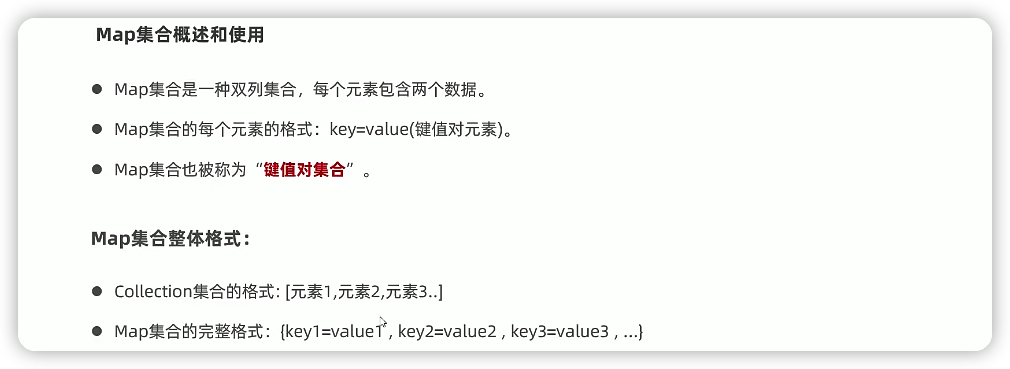 Map集合概述和使用
● Map集合是一种双列集合，每个元素包含两个数据。
● Map集合的每个元素的格式：key=value(键值对元素)。
● Map集合也被称为“键值对集合”。
Map集合整体格式：
● Collection集合的格式: [元素1,元素2,元素3..]
● Map集合的完整格式：{key1=value1 , key2=value2 , key3=value3 , ...}